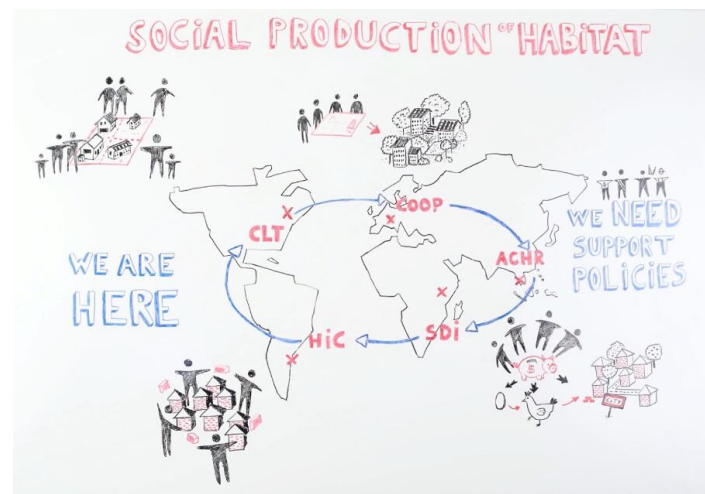 SOCiAL PRODUCTiON OF HABiTAT
COOP
CLT
WE NEED
SUPPORT
POLICiES
ACHR
WE ARE
HERE
HiC
SDi